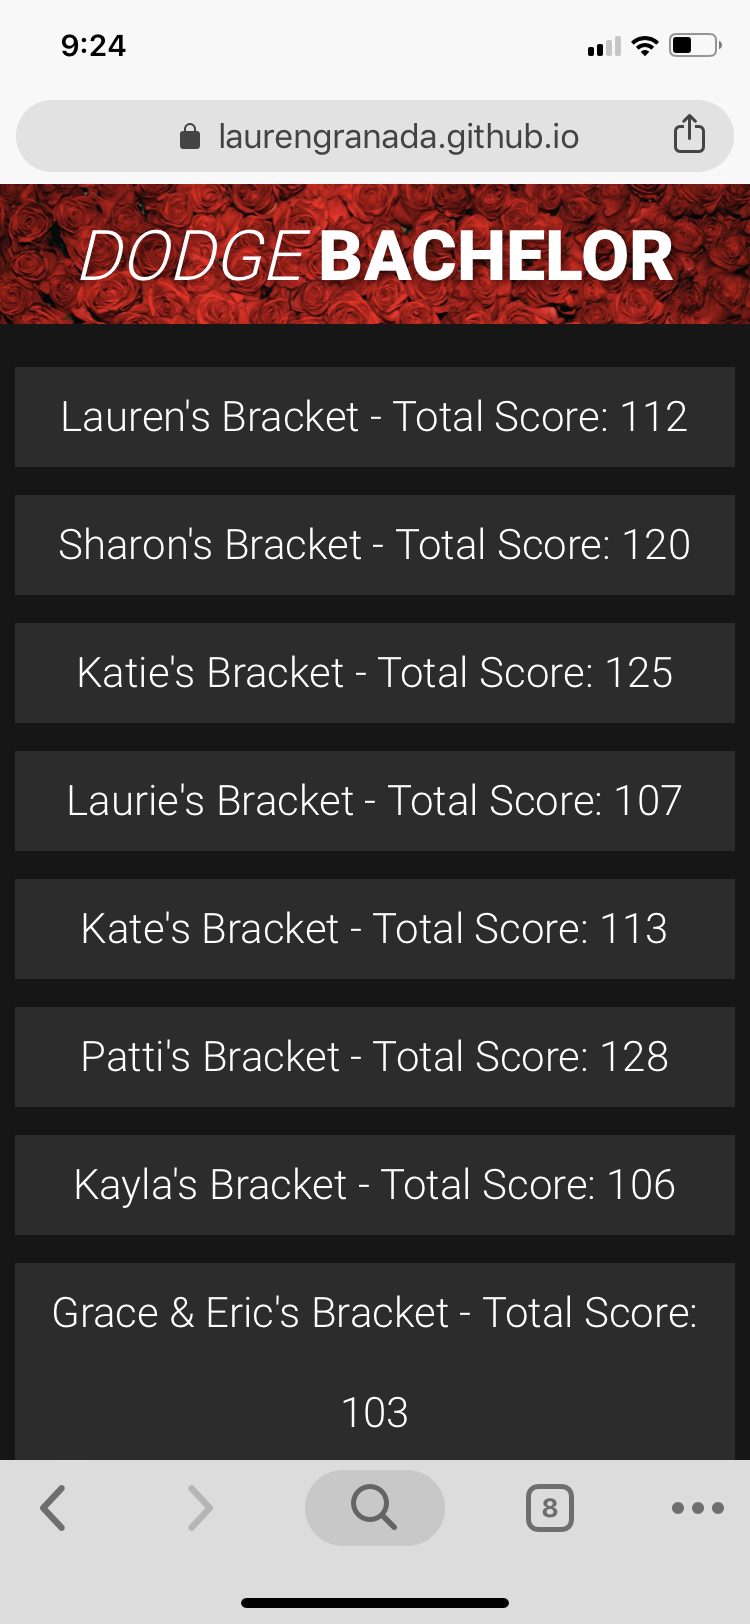 9:24
laurengranada.github.io
DODGE BACHELOR
Lauren's Bracket - Total Score: 112
Sharon's Bracket - Total Score: 120
Katie's Bracket - Total Score: 125
Laurie's Bracket - Total Score: 107
Kate's Bracket - Total Score: 113
Patti's Bracket - Total Score: 128
Kayla's Bracket - Total Score: 106
Grace & Eric's Bracket - Total Score:
103
8